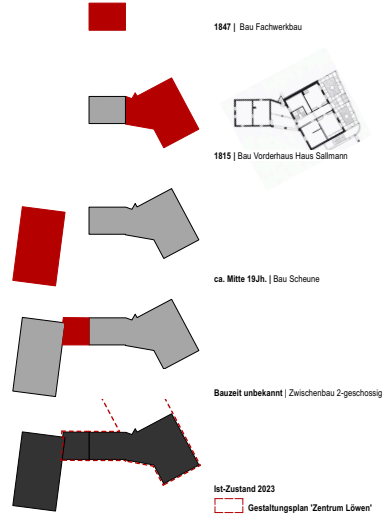 1847 | Bau Fachwerkbau
1815 | Bau Vorderhaus Haus Sallmann
ca. Mitte 19Jh. | Bau Scheune
Bauzeit unbekannt | Zwischenbau 2-geschossig
Ist-Zustand 2023
Gestaltungsplan 'Zentrum Löwen'